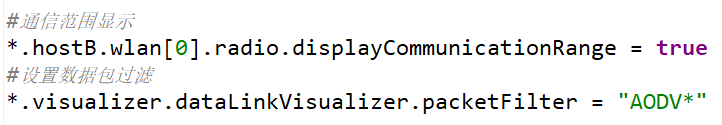 #通信范围显示
*.hostB.wlan[0].radio.displayCommunicationRange = true
#设置数据包过滤
*.visualizer.dataLinkVisualizer.packetFilter = "AODV*"